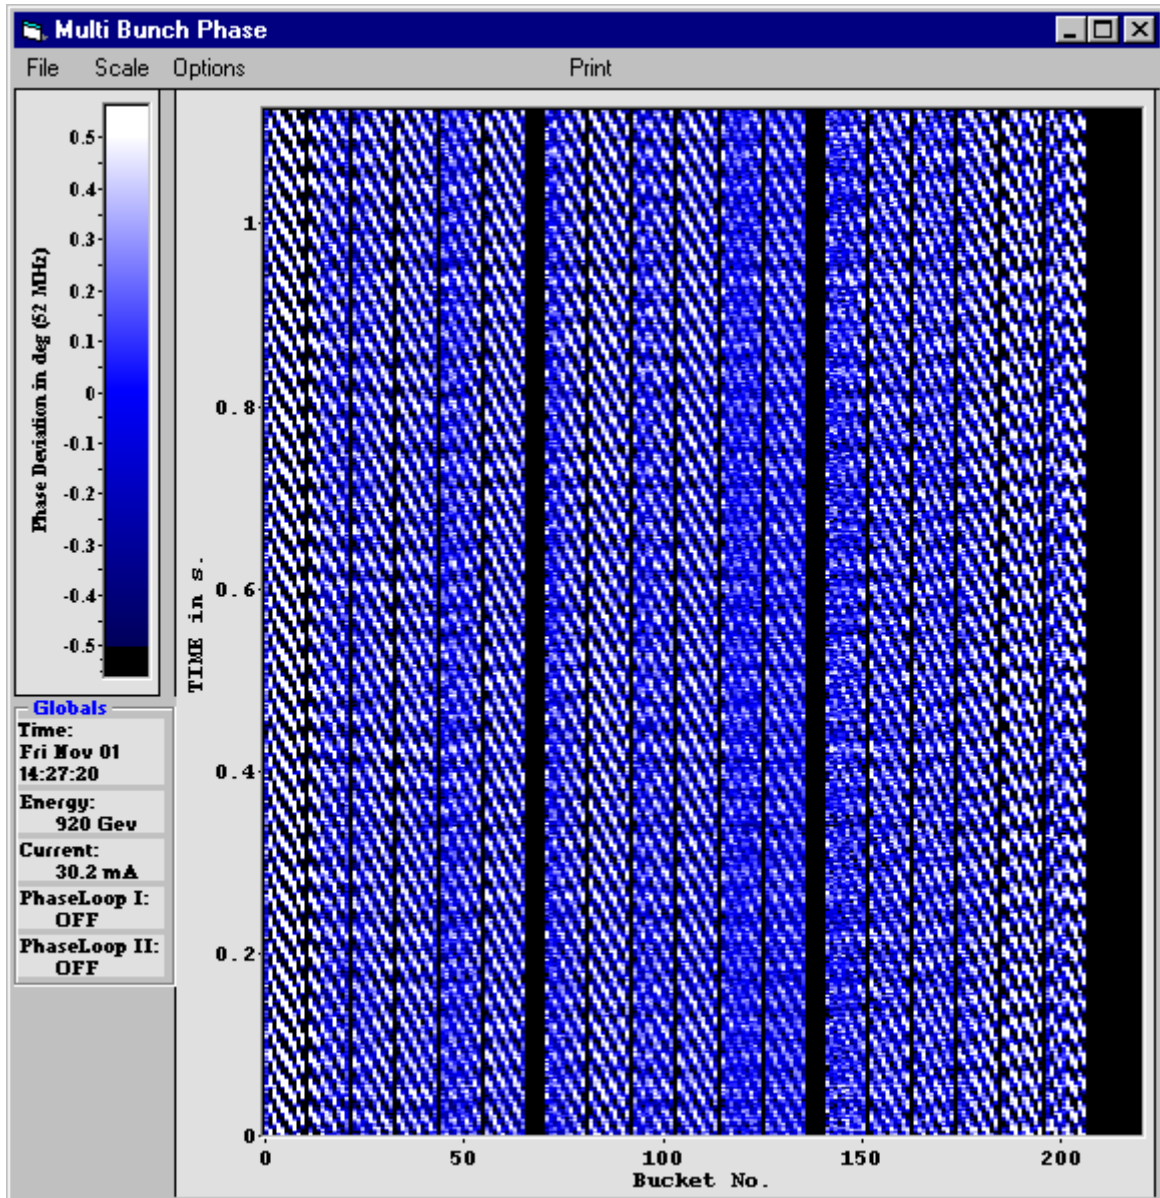 Multi Bunch Phase
File Scale Options Print
Phase Deviation in deg (52 MHz)
0.5
0.4
0.3
0.2
0.1
0
-0.1
-0.2
-0.3
-0.4
-0.5
Globals
Time:
Fri Nov 01
14:27:20
Energy:
920 Gev
Current:
30.2 mA
PhaseLoop I:
OFF
PhaseLoop II:
OFF
TIME in s.
1
0.8
0.6
0.4
0.2
0
0 50 100 150 200
Bucket No.